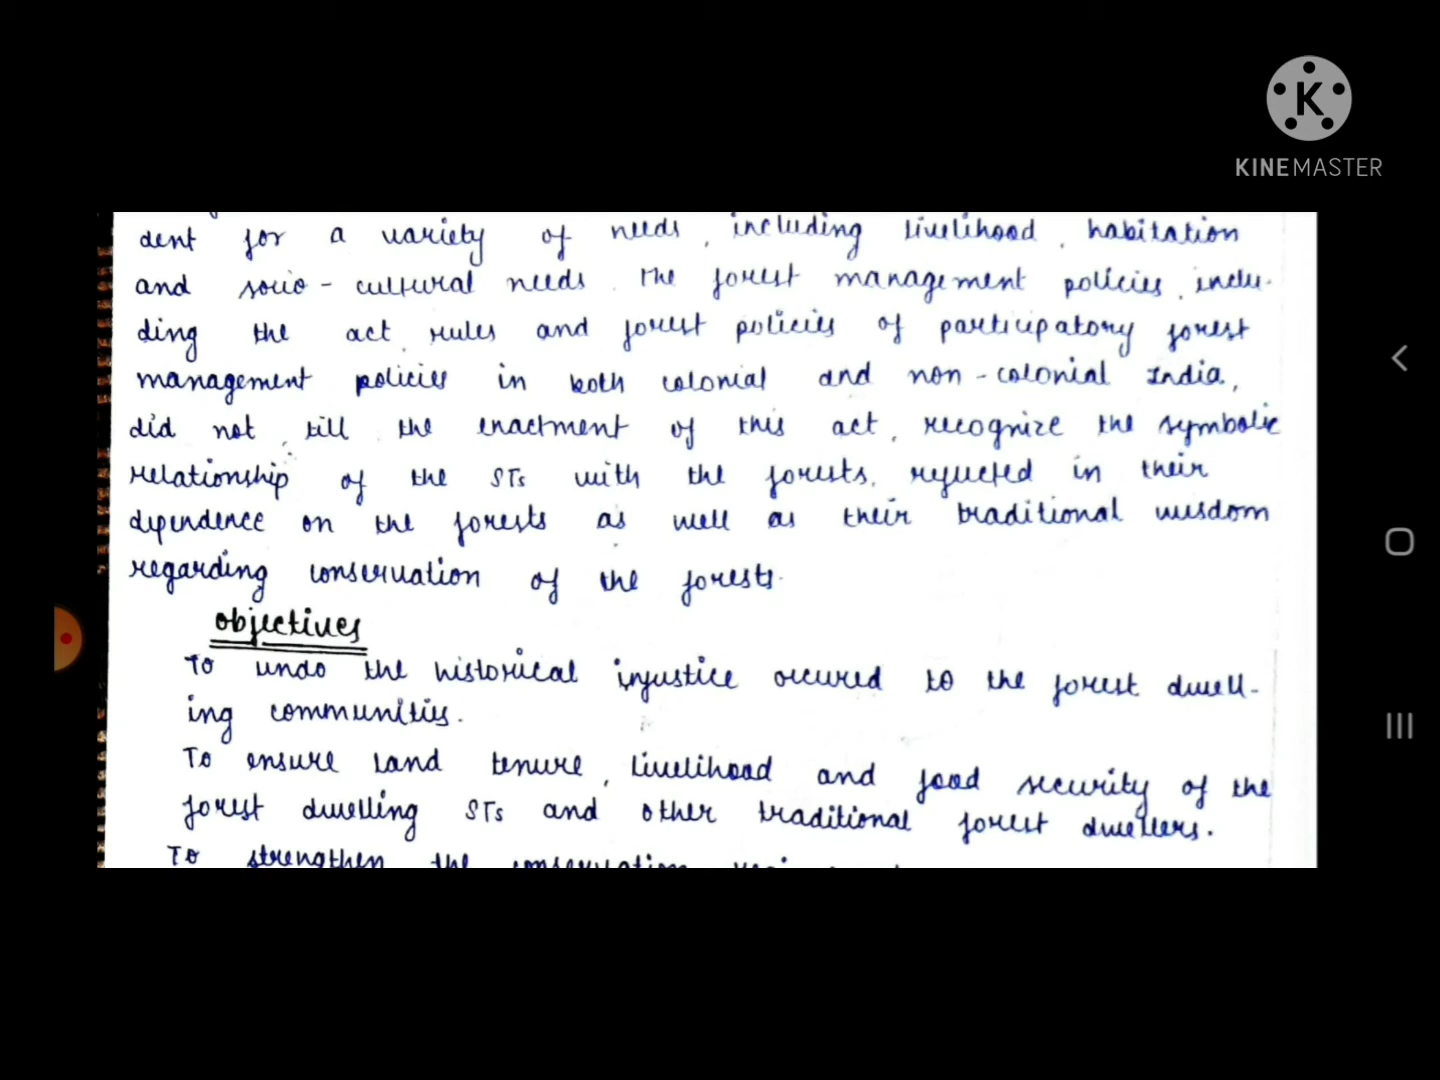 K
KINEMASTER
dent for a variety of needs, including livelihood, habitation
and socio - cultural needs. The forest management policies, inclu-
ding the act, rules and forest policies of participatory forest
management policies in both colonial and non - colonial India,
did not, till the enactment of this act, recognize the symbolic
relationship of the STs with the forests, reflected in their
dependence on the forests as well as their traditional wisdom
regarding conservation of the forests.
Objectives
To undo the historical injustice occured to the forest dwell-
ing communities.
To ensure land tenure, livelihood and food security of the
forest dwelling STs and other traditional forest dwellers.
To strengthen the conservation